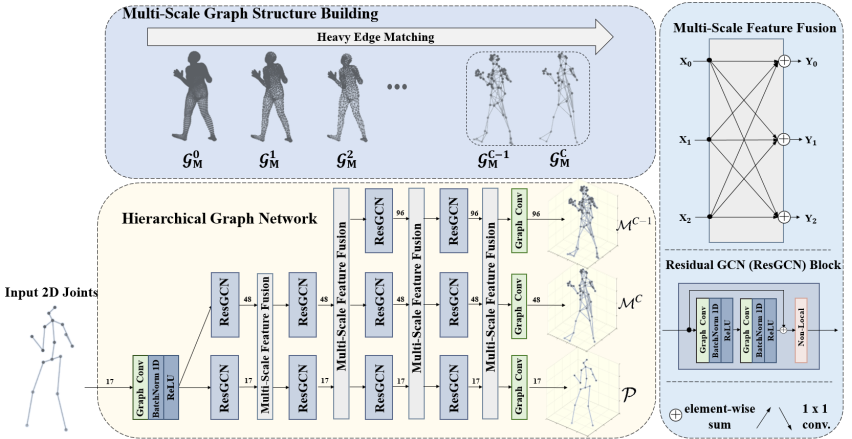 Multi-Scale Graph Structure Building
Heavy Edge Matching
𝒢⁰_M
𝒢¹_M
𝒢²_M
𝒢^{C−1}_M
𝒢^C_M
Hierarchical Graph Network
Input 2D Joints
17
Graph Conv
BatchNorm 1D
ReLU
ResGCN
48
ResGCN
17
Multi-Scale Feature Fusion
ResGCN
48
ResGCN
17
Multi-Scale Feature Fusion
ResGCN
96
ResGCN
48
ResGCN
17
Multi-Scale Feature Fusion
ResGCN
96
ResGCN
48
ResGCN
17
Multi-Scale Feature Fusion
Graph Conv
96
Graph Conv
48
Graph Conv
17
ℳ^{C−1}
ℳ^C
𝒫
Multi-Scale Feature Fusion
X₀
Y₀
X₁
Y₁
X₂
Y₂
Residual GCN (ResGCN) Block
Graph Conv
BatchNorm 1D
ReLU
Graph Conv
BatchNorm 1D
ReLU
Non-Local
element-wise
sum
1 x 1
conv.